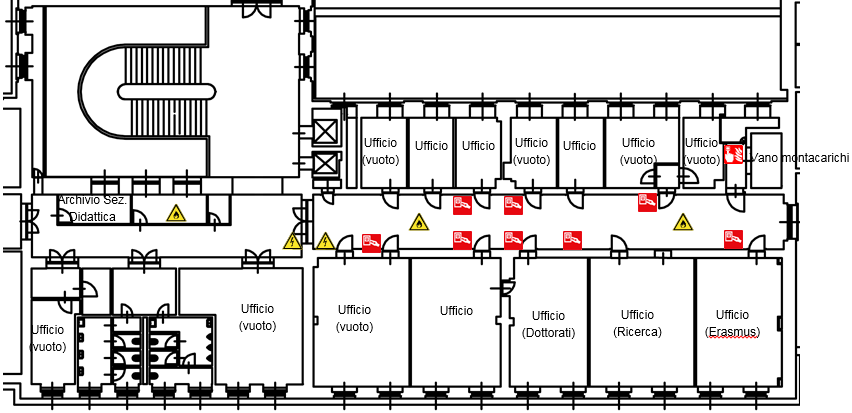 Ufficio
(vuoto)
Ufficio
Ufficio
Ufficio
(vuoto)
Ufficio
Ufficio
(vuoto)
Ufficio
(vuoto)
Vano montacarichi
Archivio Sez.
Didattica
Ufficio
(vuoto)
Ufficio
(vuoto)
Ufficio
(vuoto)
Ufficio
Ufficio
(Dottorati)
Ufficio
(Ricerca)
Ufficio
(Erasmus)